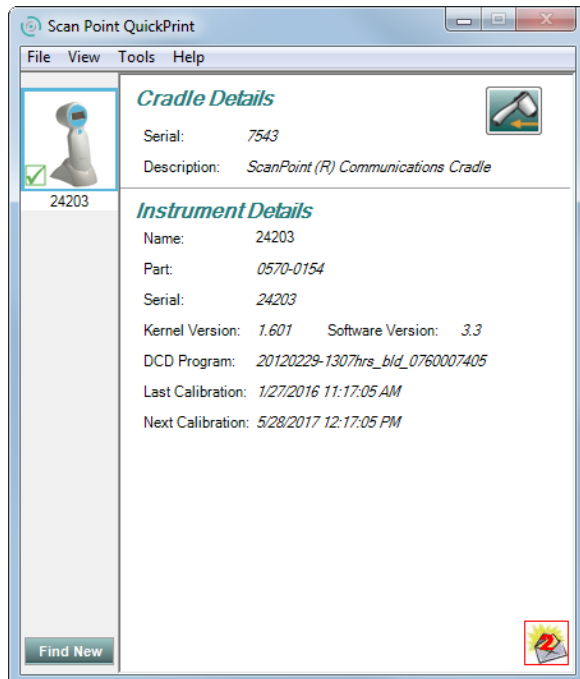 Scan Point QuickPrint
File View Tools Help
24203
Find New
Cradle Details
Serial: 7543
Description: ScanPoint (R) Communications Cradle
Instrument Details
Name: 24203
Part: 0570-0154
Serial: 24203
Kernel Version: 1.601 Software Version: 3.3
DCD Program: 20120229-1307hrs_bld_0760007405
Last Calibration: 1/27/2016 11:17:05 AM
Next Calibration: 5/28/2017 12:17:05 PM